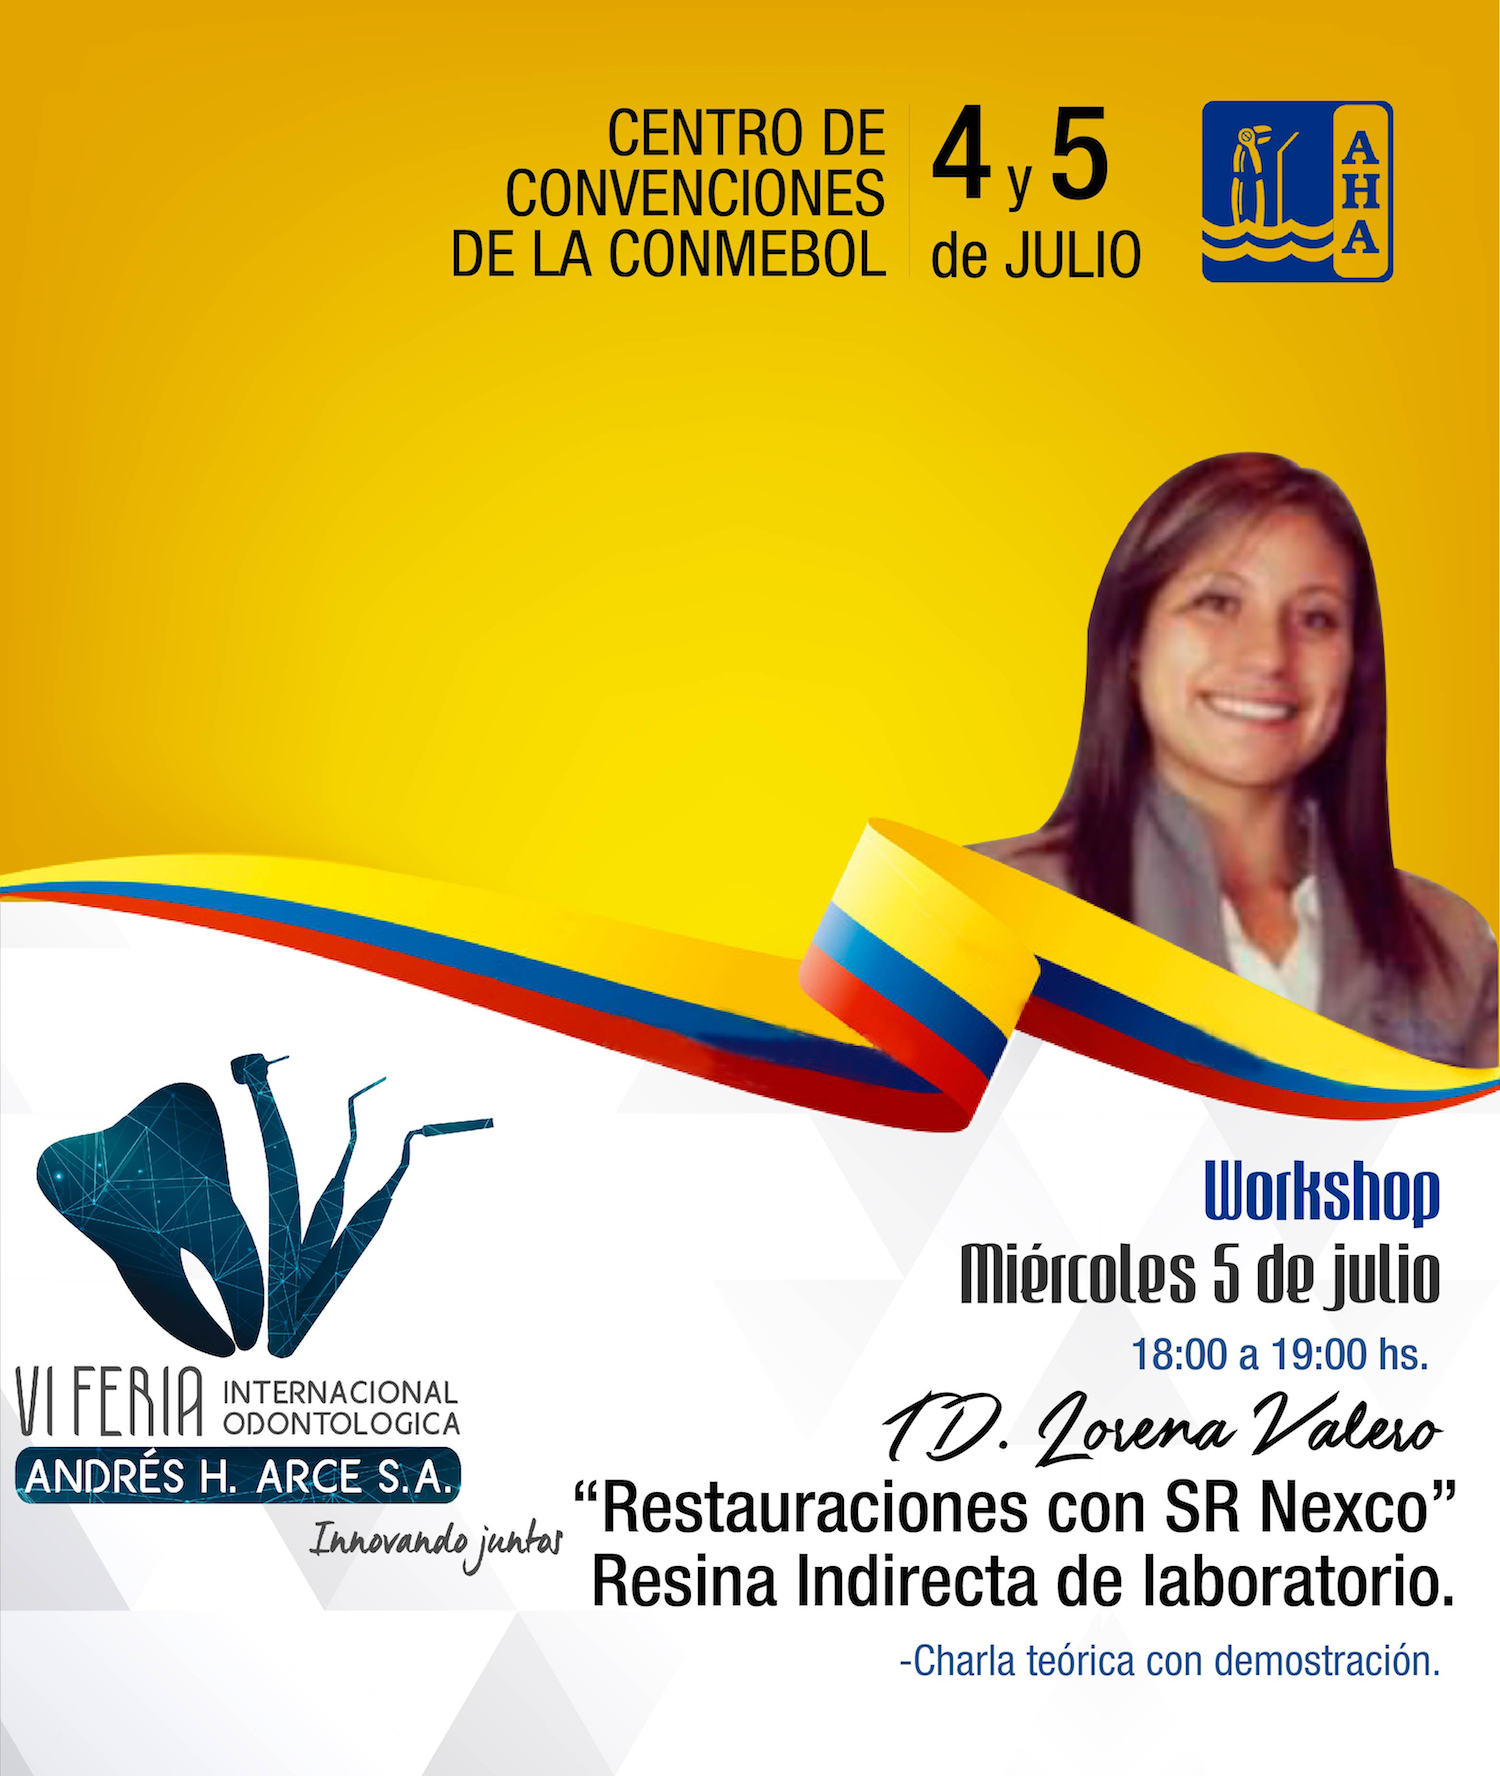 CENTRO DE
CONVENCIONES
DE LA CONMEBOL
4 y 5
de JULIO
AHA
Workshop
Miércoles 5 de julio
18:00 a 19:00 hs.
TD. Lorena Valero
“Restauraciones con SR Nexco”
Resina Indirecta de laboratorio.
-Charla teórica con demostración.
VI FERIA INTERNACIONAL
ODONTOLOGICA
ANDRÉS H. ARCE S.A.
Innovando juntos